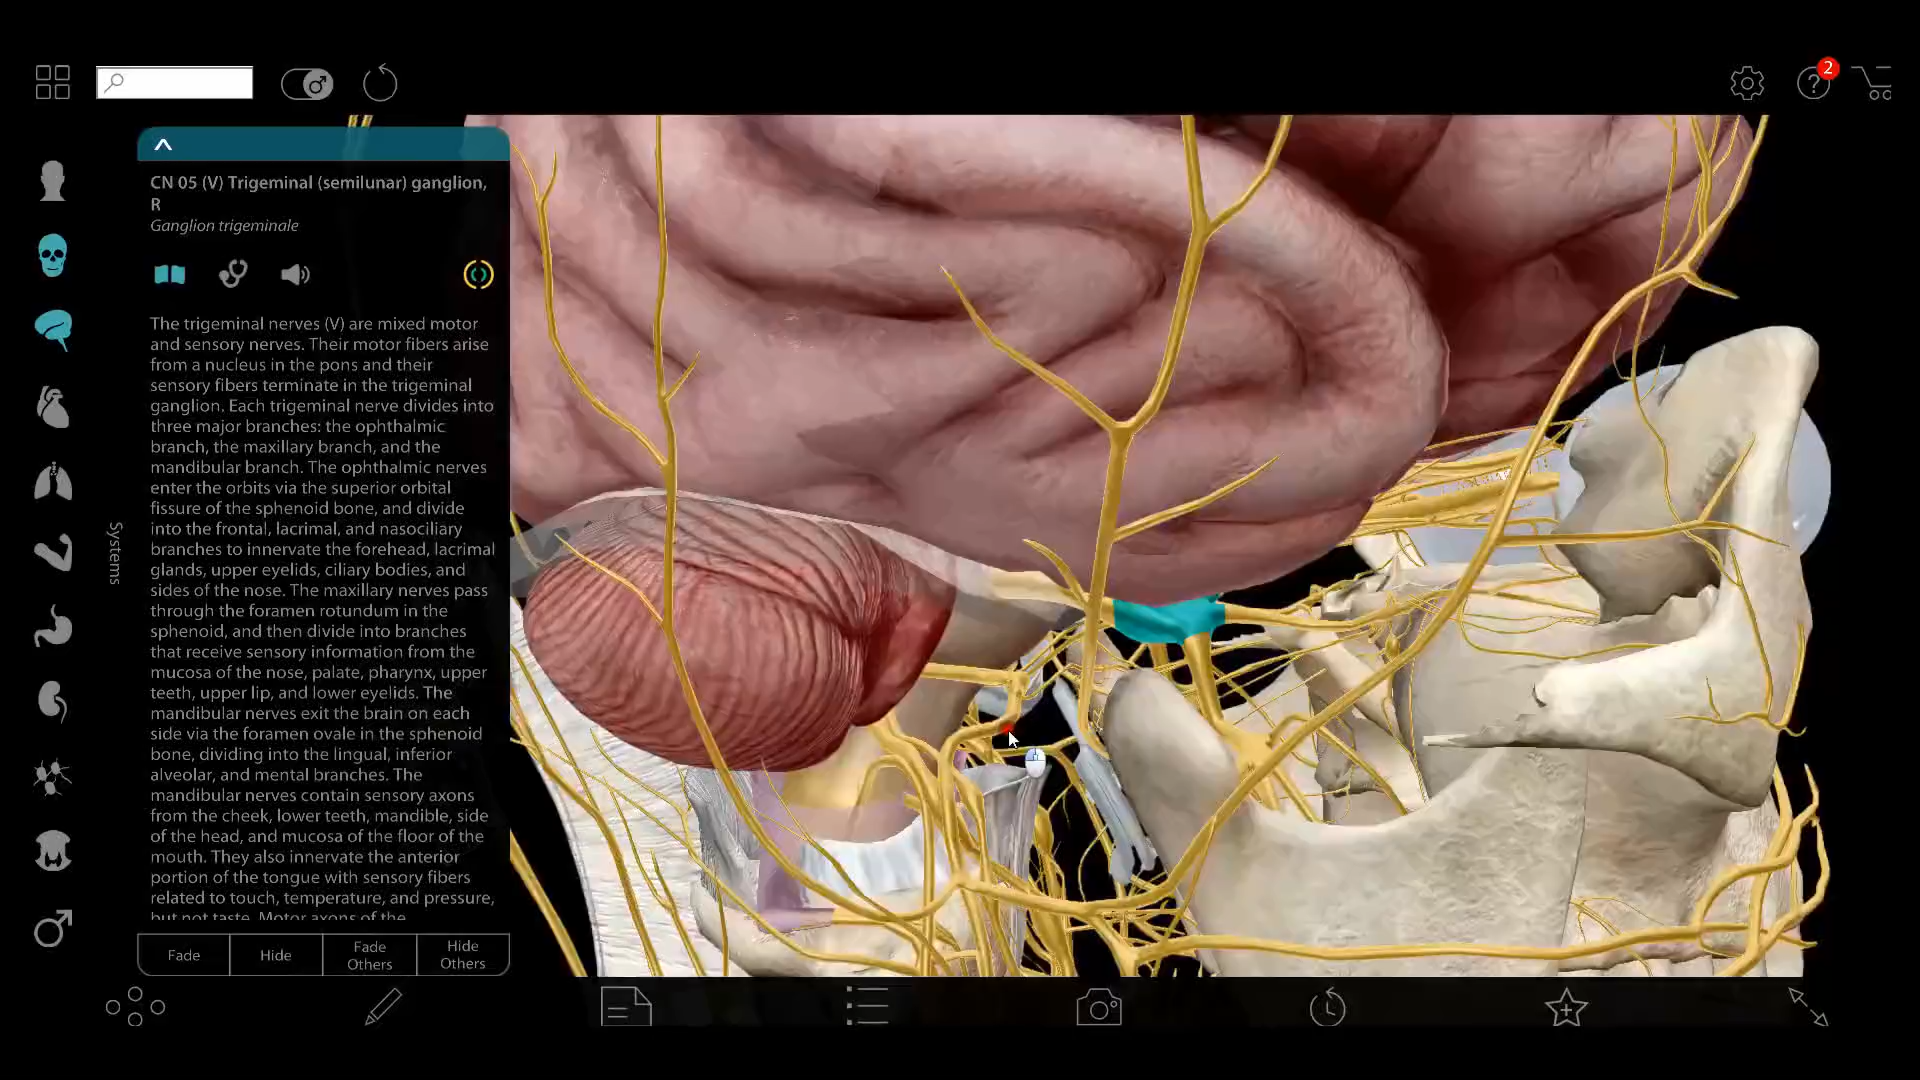 2
^
CN 05 (V) Trigeminal (semilunar) ganglion,
R
Ganglion trigeminale
The trigeminal nerves (V) are mixed motor
and sensory nerves. Their motor fibers arise
from a nucleus in the pons and their
sensory fibers terminate in the trigeminal
ganglion. Each trigeminal nerve divides into
three major branches: the ophthalmic
branch, the maxillary branch, and the
mandibular branch. The ophthalmic nerves
enter the orbits via the superior orbital
fissure of the sphenoid bone, and divide
into the frontal, lacrimal, and nasociliary
branches to innervate the forehead, lacrimal
glands, upper eyelids, ciliary bodies, and
sides of the nose. The maxillary nerves pass
through the foramen rotundum in the
sphenoid, and then divide into branches
that receive sensory information from the
mucosa of the nose, palate, pharynx, upper
teeth, upper lip, and lower eyelids. The
mandibular nerves exit the brain on each
side via the foramen ovale in the sphenoid
bone, dividing into the lingual, inferior
alveolar, and mental branches. The
mandibular nerves contain sensory axons
from the cheek, lower teeth, mandible, side
of the head, and mucosa of the floor of the
mouth. They also innervate the anterior
portion of the tongue with sensory fibers
related to touch, temperature, and pressure,
but not taste. Motor axons of the
Systems
Fade
Hide
Fade
Others
Hide
Others